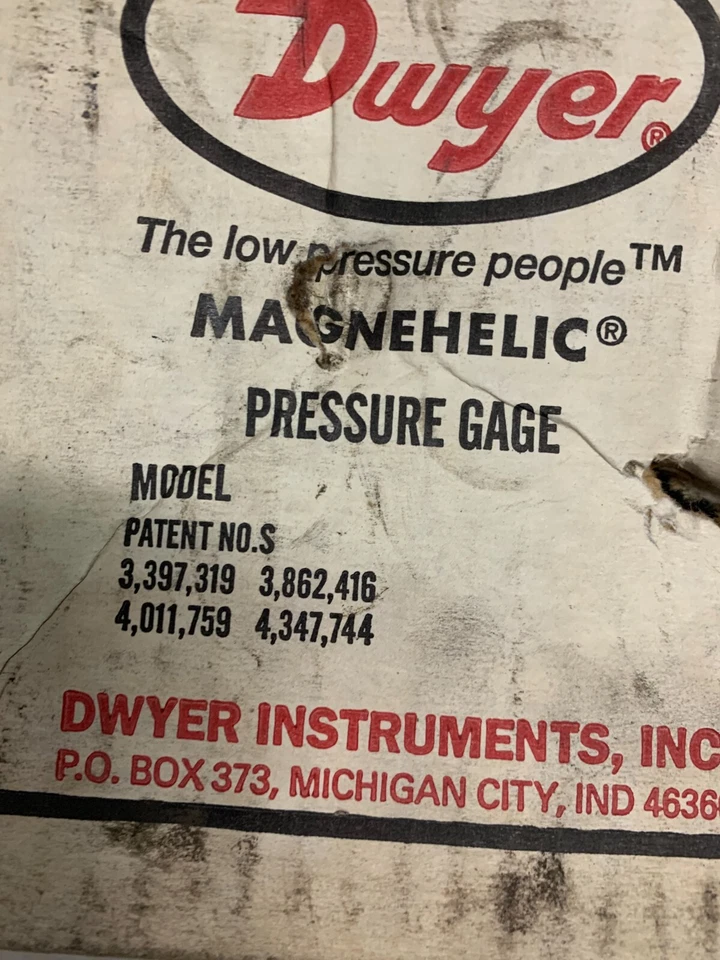 Dwyer®
The low pressure people™
MAGNEHELIC®
PRESSURE GAGE
MODEL
PATENT NO.S
3,397,319 3,862,416
4,011,759 4,347,744
DWYER INSTRUMENTS, INC
P.O. BOX 373, MICHIGAN CITY, IND 4636